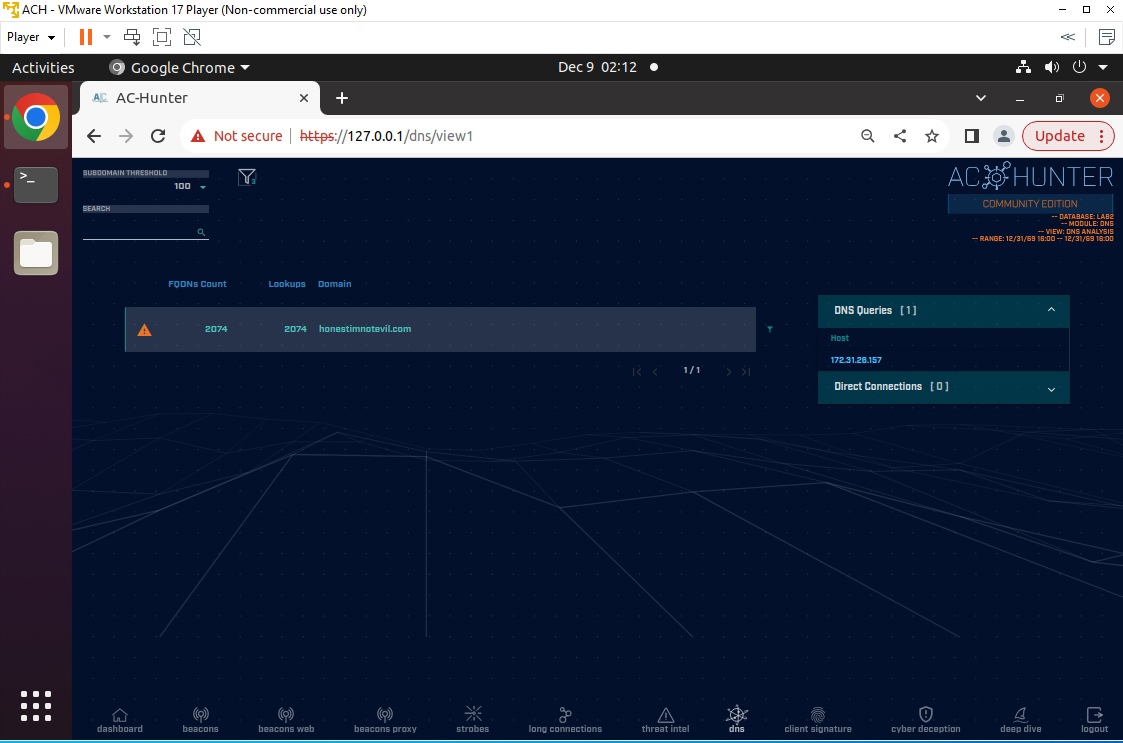 ACH - VMware Workstation 17 Player (Non-commercial use only)
Player
Activities
Google Chrome
Dec 9 02:12
AC-Hunter
Not secure
https://127.0.0.1/dns/view1
Update
SUBDOMAIN THRESHOLD
100
3
SEARCH
AC HUNTER
COMMUNITY EDITION
-- DATABASE: LAB2
-- MODULE: DNS
-- VIEW: DNS ANALYSIS
-- RANGE: 12/31/69 16:00 -- 12/31/69 16:00
FQDNs Count Lookups Domain
2074 2074 honestimnotevil.com
1 / 1
DNS Queries [ 1 ]
Host
172.31.28.157
Direct Connections [ 0 ]
dashboard
beacons
beacons web
beacons proxy
strobes
long connections
threat intel
dns
client signature
cyber deception
deep dive
logout